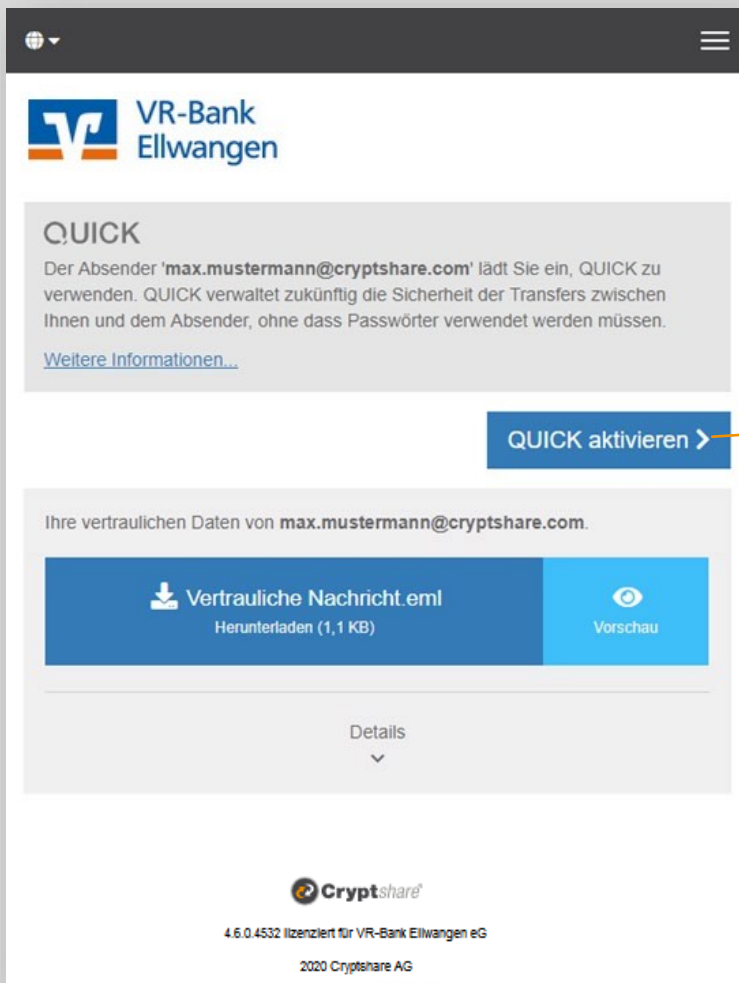 VR-Bank
Ellwangen
QUICK
Der Absender 'max.mustermann@cryptshare.com' lädt Sie ein, QUICK zu
verwenden. QUICK verwaltet zukünftig die Sicherheit der Transfers zwischen
Ihnen und dem Absender, ohne dass Passwörter verwendet werden müssen.
Weitere Informationen...
QUICK aktivieren
Ihre vertraulichen Daten von max.mustermann@cryptshare.com.
Vertrauliche Nachricht.eml
Herunterladen (1,1 KB)
Vorschau
Details
Cryptshare®
4.6.0.4532 lizenziert für VR-Bank Ellwangen eG
2020 Cryptshare AG